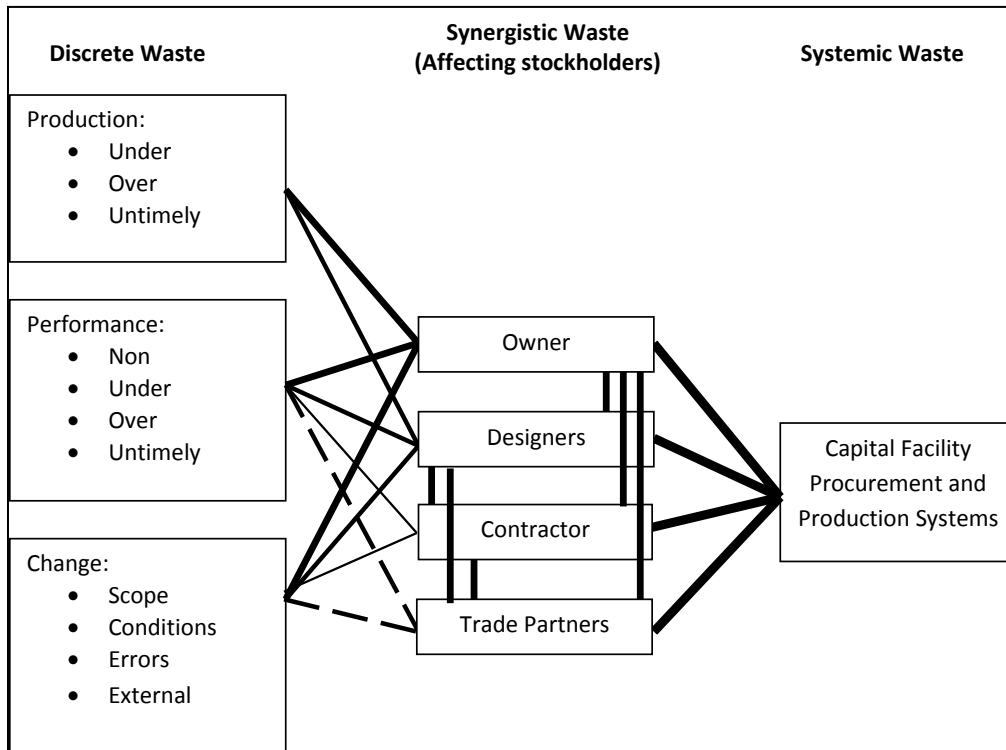 Discrete Waste
Synergistic Waste
(Affecting stockholders)
Systemic Waste
Production:
• Under
• Over
• Untimely
Performance:
• Non
• Under
• Over
• Untimely
Change:
• Scope
• Conditions
• Errors
• External
Owner
Designers
Contractor
Trade Partners
Capital Facility
Procurement and
Production Systems